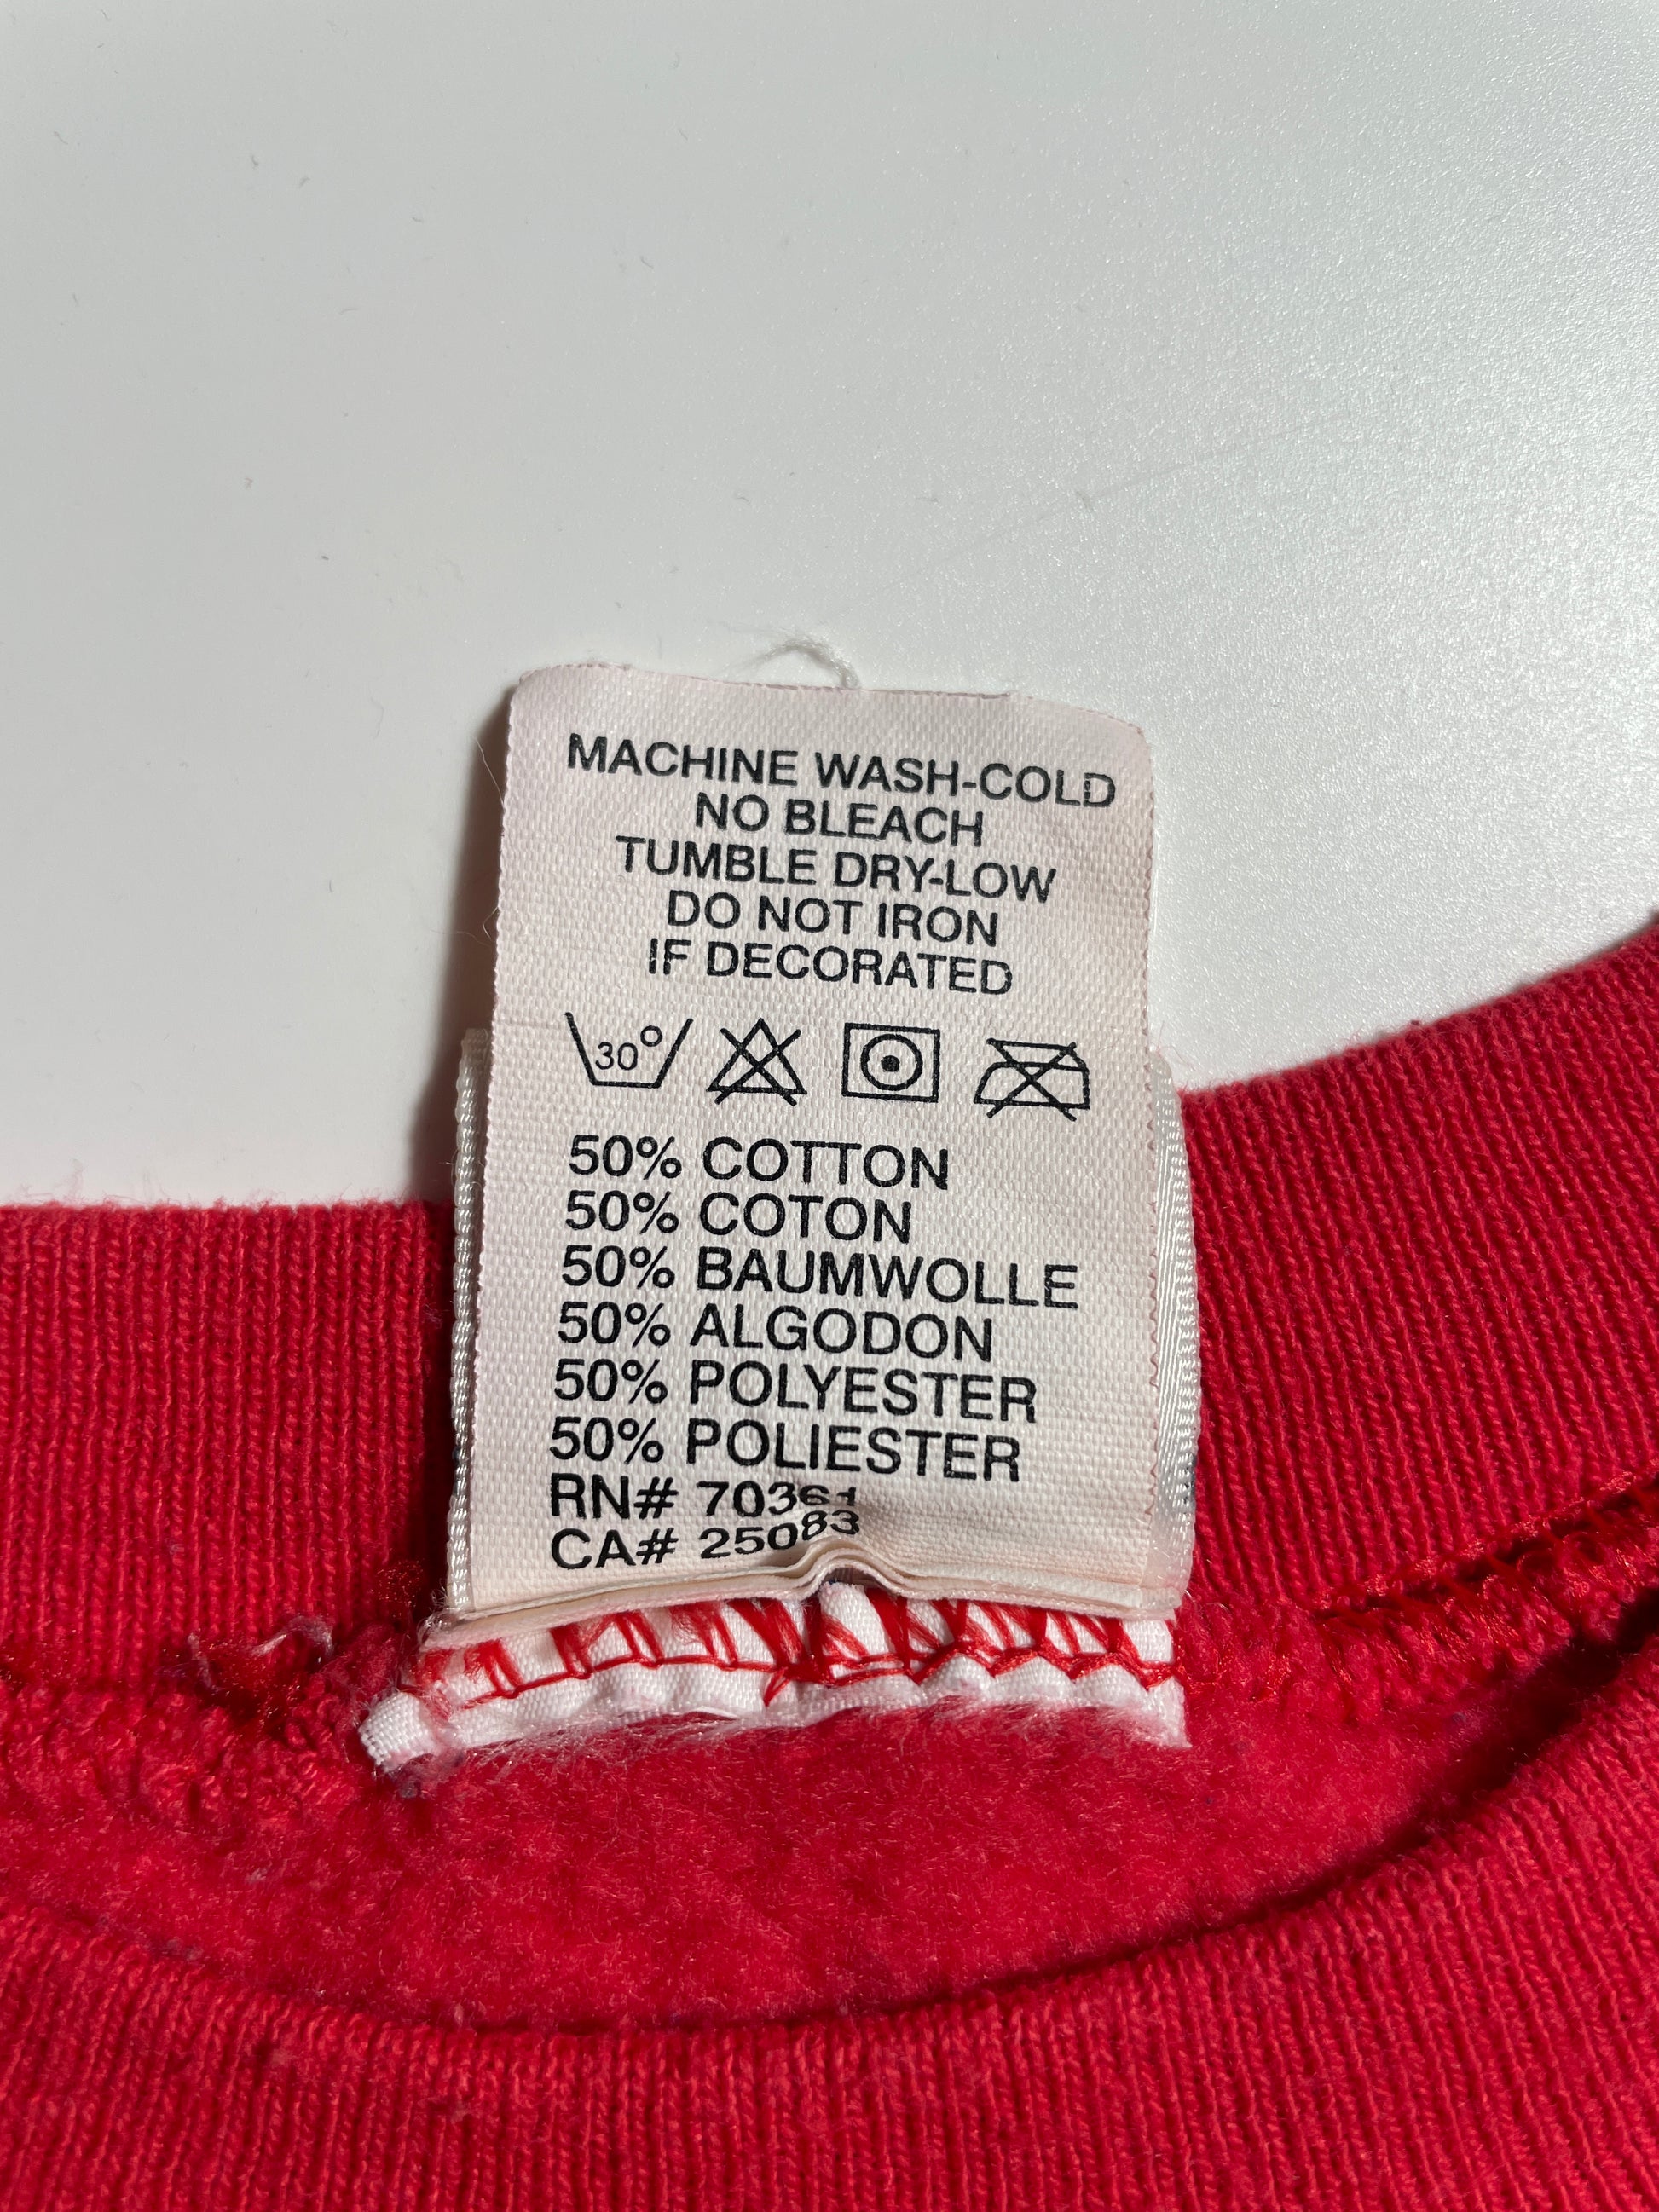 MACHINE WASH-COLD
NO BLEACH
TUMBLE DRY-LOW
DO NOT IRON
IF DECORATED
30°
50% COTTON
50% COTON
50% BAUMWOLLE
50% ALGODON
50% POLYESTER
50% POLIESTER
RN# 70361
CA# 25083